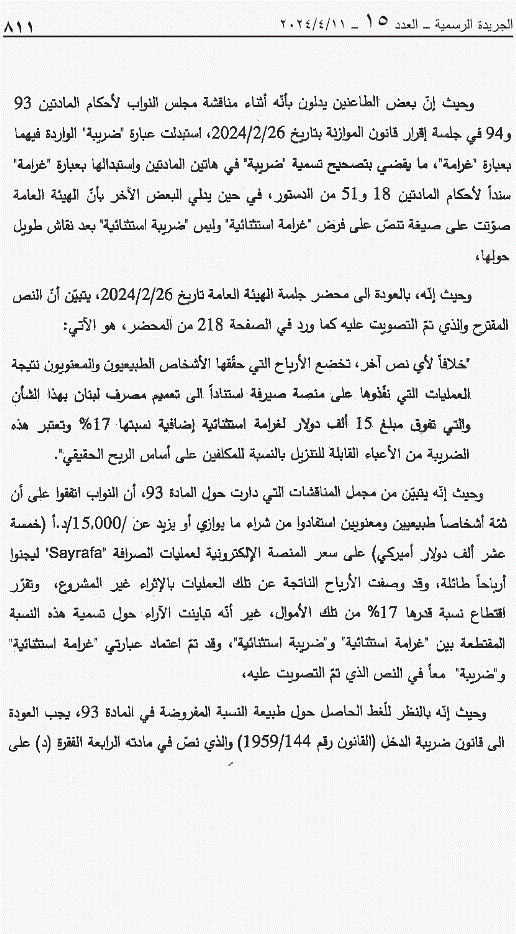 الجريدة الرسمية ـ العدد ١٥ ـ ٢٠٢٤/٤/١١ ٨١١
وحيث إنّ بعض الطاعنين يدلون بأنّه أثناء مناقشة مجلس النواب لأحكام المادتين 93
و94 في جلسة إقرار قانون الموازنة بتاريخ 2024/2/26، استبدلت عبارة "ضريبة" الواردة فيهما
بعبارة "غرامة"، ما يقضي بتصحيح تسمية "ضريبة" في هاتين المادتين واستبدالها بعبارة "غرامة"
سنداً لأحكام المادتين 18 و51 من الدستور، في حين يدلي البعض الآخر بأنّ الهيئة العامة
صوّتت على صيغة تنصّ على فرض "غرامة استثنائية" وليس "ضريبة استثنائية" بعد نقاش طويل
حولها،
وحيث إنّه، بالعودة الى محضر جلسة الهيئة العامة تاريخ 2024/2/26، يتبيّن أنّ النص
المقترح والذي تمّ التصويت عليه كما ورد في الصفحة 218 من المحضر، هو الآتي:
"خلافاً لأي نص آخر، تخضع الأرباح التي حقّقها الأشخاص الطبيعيون والمعنويون نتيجة
العمليات التي نفّذوها على منصة صيرفة استناداً الى تعميم مصرف لبنان بهذا الشأن
والتي تفوق مبلغ 15 ألف دولار لغرامة استثنائية إضافية نسبتها 17% وتعتبر هذه
الضريبة من الأعباء القابلة للتنزيل بالنسبة للمكلفين على أساس الربح الحقيقي".
وحيث إنّه يتبيّن من مجمل المناقشات التي دارت حول المادة 93، أن النواب اتفقوا على أن
ثمّة أشخاصاً طبيعيين ومعنويين استفادوا من شراء ما يوازي أو يزيد عن /15,000/د.أ (خمسة
عشر ألف دولار أميركي) على سعر المنصة الإلكترونية لعمليات الصرافة "Sayrafa" ليجنوا
أرباحاً طائلة، وقد وصفت الأرباح الناتجة عن تلك العمليات بالإثراء غير المشروع، وتقرّر
اقتطاع نسبة قدرها 17% من تلك الأموال، غير أنّه تباينت الآراء حول تسمية هذه النسبة
المقتطعة بين "غرامة استثنائية" و"ضريبة استثنائية"، وقد تمّ اعتماد عبارتي "غرامة استثنائية"
و"ضريبة" معاً في النص الذي تمّ التصويت عليه،
وحيث إنّه بالنظر للّغط الحاصل حول طبيعة النسبة المفروضة في المادة 93، يجب العودة
الى قانون ضريبة الدخل (القانون رقم 1959/144) والذي نصّ في مادته الرابعة الفقرة (د) على